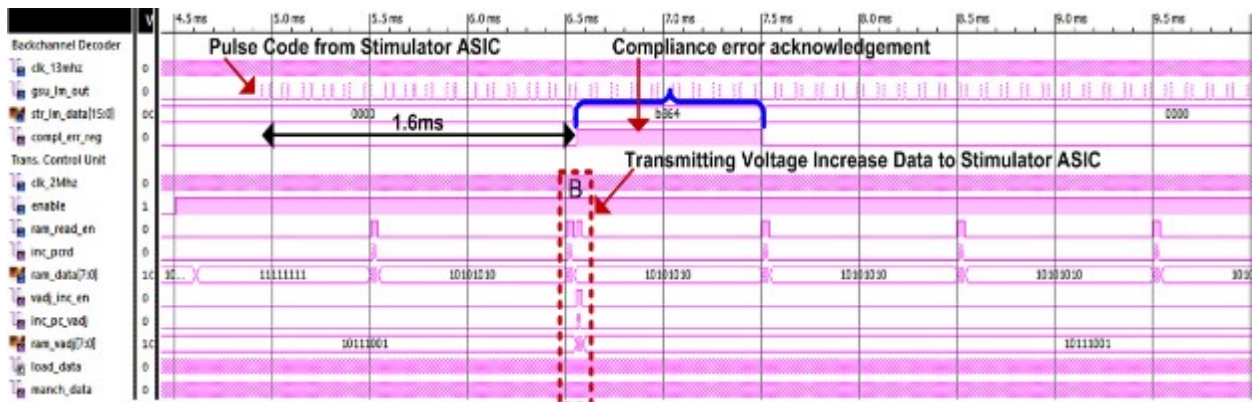 V 4.5 ms 5.0 ms 5.5 ms 6.0 ms 6.5 ms 7.0 ms 7.5 ms 8.0 ms 8.5 ms 9.0 ms 9.5 ms
Backchannel Decoder Pulse Code from Stimulator ASIC Compliance error acknowledgement
clk_13mhz 0
gsu_lm_out 0
str_lm_data[15:0] 0C 0000 b864 0000
compl_err_reg 0 1.6ms
Trans. Control Unit Transmitting Voltage Increase Data to Stimulator ASIC
clk_2Mhz 0 B
enable 1
ram_read_en 0
inc_pcrd 0
ram_data[7:0] 1C 10... 11111111 10101010 10101010 10101010 10101010 101
vadj_inc_en 0
inc_pc_vadj 0
ram_vadj[7:0] 1C 10111001 10111001
load_data 0
manch_data 0